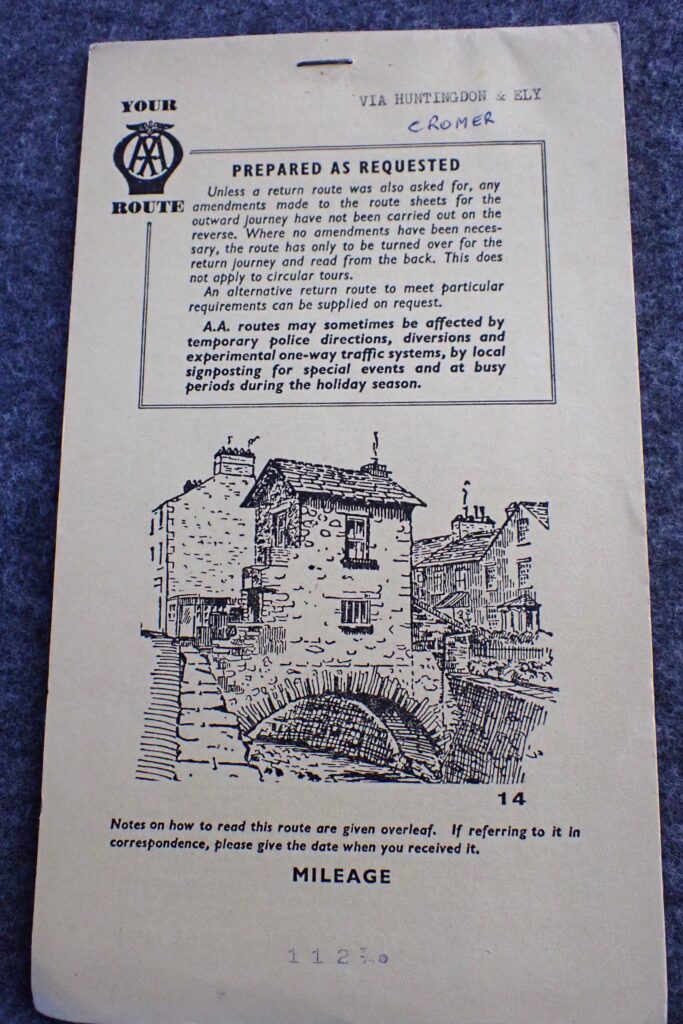 VIA HUNTINGDON & ELY
CROMER
YOUR
AA
ROUTE
PREPARED AS REQUESTED
Unless a return route was also asked for, any
amendments made to the route sheets for the
outward journey have not been carried out on the
reverse. Where no amendments have been neces-
sary, the route has only to be turned over for the
return journey and read from the back. This does
not apply to circular tours.
An alternative return route to meet particular
requirements can be supplied on request.
A.A. routes may sometimes be affected by
temporary police directions, diversions and
experimental one-way traffic systems, by local
signposting for special events and at busy
periods during the holiday season.
14
Notes on how to read this route are given overleaf. If referring to it in
correspondence, please give the date when you received it.
MILEAGE
112